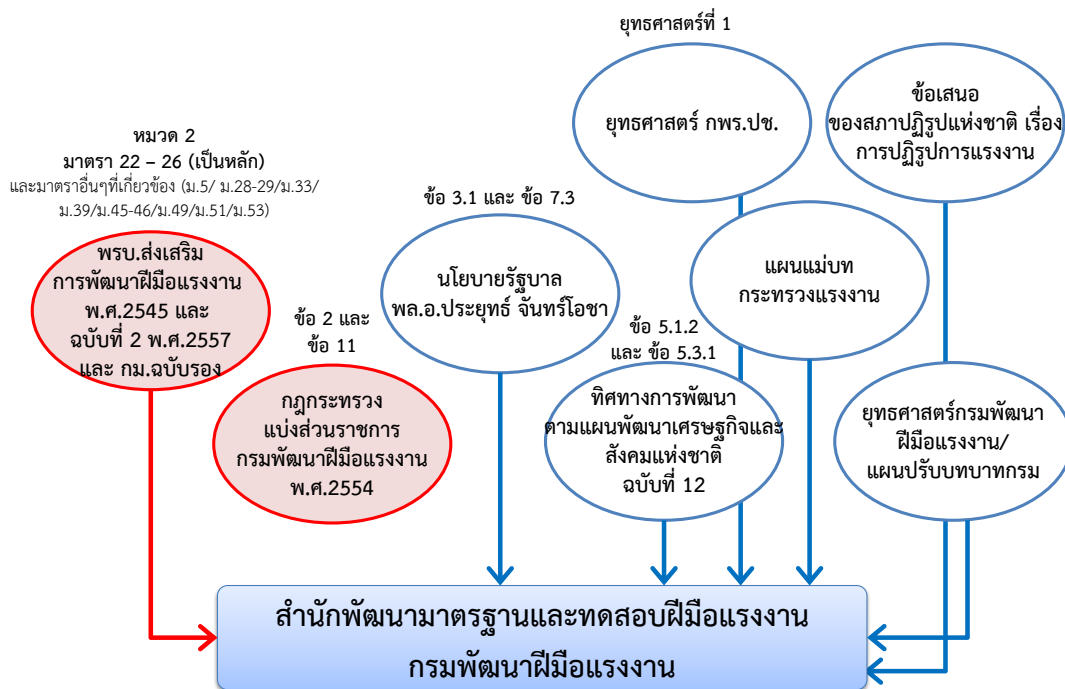 ยุทธศาสตร์ที่ 1
ยุทธศาสตร์ กพร.ปช.
ข้อเสนอ
ของสภาปฏิรูปแห่งชาติ เรื่อง
การปฏิรูปการแรงงาน
หมวด 2
มาตรา 22 – 26 (เป็นหลัก)
และมาตราอื่นๆที่เกี่ยวข้อง (ม.5/ ม.28-29/ม.33/
ม.39/ม.45-46/ม.49/ม.51/ม.53)
พรบ.ส่งเสริม
การพัฒนาฝีมือแรงงาน
พ.ศ.2545 และ
ฉบับที่ 2 พ.ศ.2557
และ กม.ฉบับรอง
ข้อ 2 และ
ข้อ 11
กฎกระทรวง
แบ่งส่วนราชการ
กรมพัฒนาฝีมือแรงงาน
พ.ศ.2554
ข้อ 3.1 และ ข้อ 7.3
นโยบายรัฐบาล
พล.อ.ประยุทธ์ จันทร์โอชา
ข้อ 5.1.2
และ ข้อ 5.3.1
ทิศทางการพัฒนา
ตามแผนพัฒนาเศรษฐกิจและ
สังคมแห่งชาติ
ฉบับที่ 12
แผนแม่บท
กระทรวงแรงงาน
ยุทธศาสตร์กรมพัฒนา
ฝีมือแรงงาน/
แผนปรับบทบาทกรม
สำนักพัฒนามาตรฐานและทดสอบฝีมือแรงงาน
กรมพัฒนาฝีมือแรงงาน